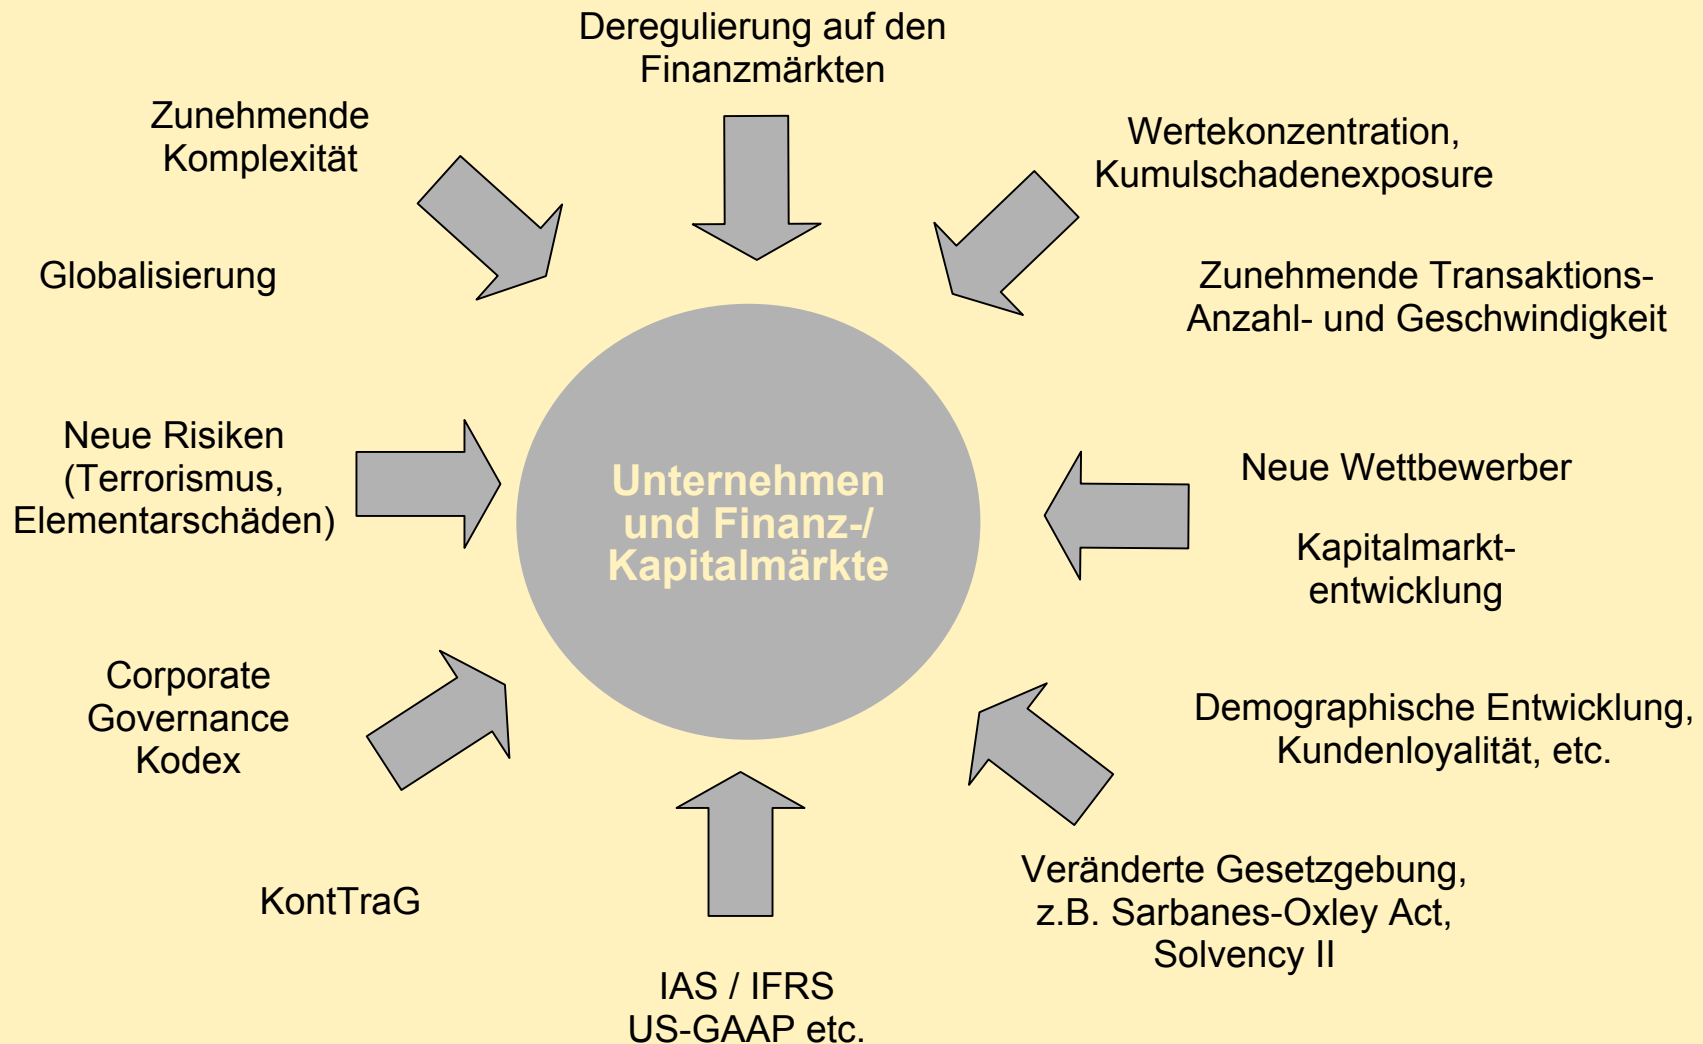 Deregulierung auf den
Finanzmärkten
Zunehmende
Komplexität
Wertekonzentration,
Kumulschadenexposure
Globalisierung
Zunehmende Transaktions-
Anzahl- und Geschwindigkeit
Neue Risiken
(Terrorismus,
Elementarschäden)
Unternehmen
und Finanz-/
Kapitalmärkte
Neue Wettbewerber
Kapitalmarkt-
entwicklung
Corporate
Governance
Kodex
Demographische Entwicklung,
Kundenloyalität, etc.
KontTraG
Veränderte Gesetzgebung,
z.B. Sarbanes-Oxley Act,
Solvency II
IAS / IFRS
US-GAAP etc.